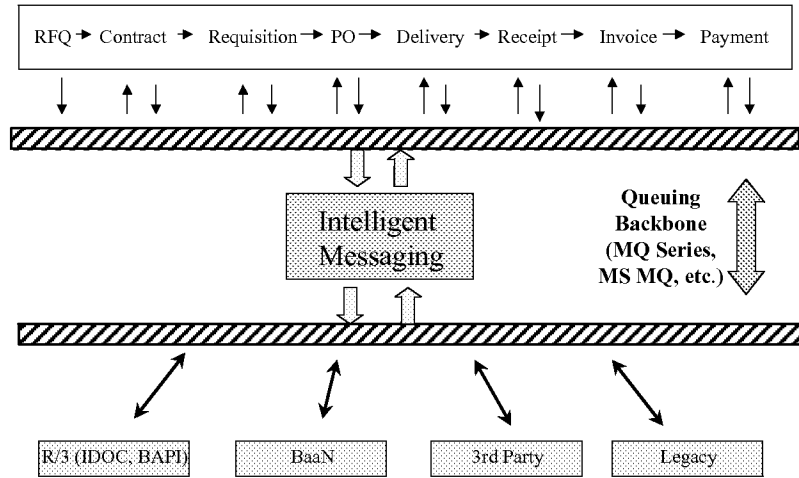 RFQ Contract Requisition PO Delivery Receipt Invoice Payment
Intelligent
Messaging
Queuing
Backbone
(MQ Series,
MS MQ, etc.)
R/3 (IDOC, BAPI) BaaN 3rd Party Legacy